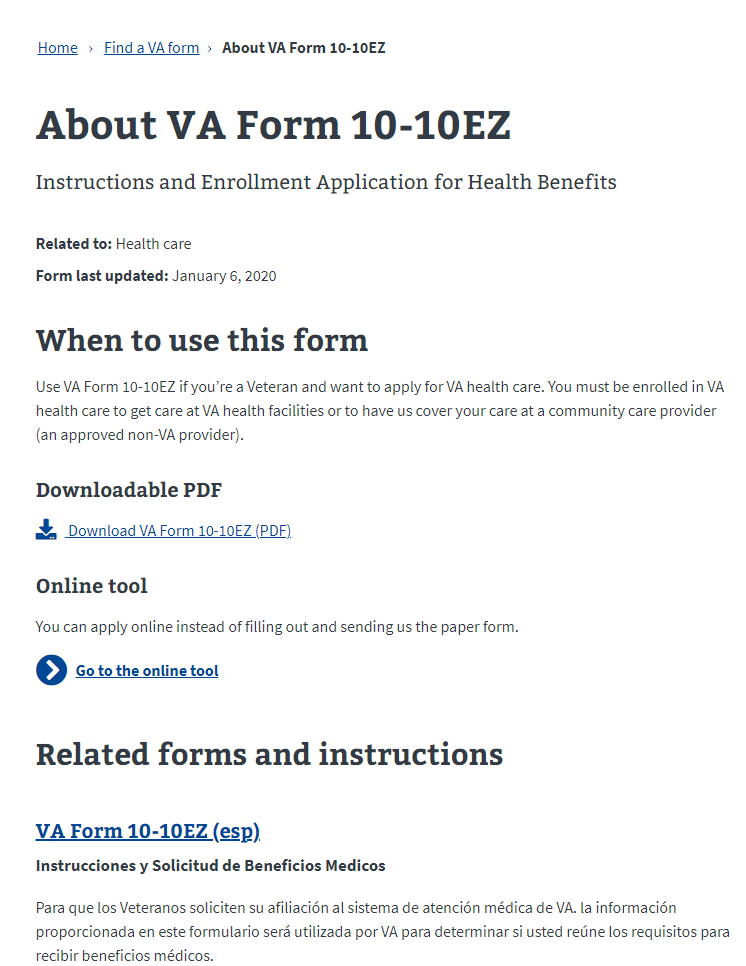 Home › Find a VA form › About VA Form 10-10EZ
About VA Form 10-10EZ
Instructions and Enrollment Application for Health Benefits
Related to: Health care
Form last updated: January 6, 2020
When to use this form
Use VA Form 10-10EZ if you’re a Veteran and want to apply for VA health care. You must be enrolled in VA
health care to get care at VA health facilities or to have us cover your care at a community care provider
(an approved non-VA provider).
Downloadable PDF
Download VA Form 10-10EZ (PDF)
Online tool
You can apply online instead of filling out and sending us the paper form.
Go to the online tool
Related forms and instructions
VA Form 10-10EZ (esp)
Instrucciones y Solicitud de Beneficios Medicos
Para que los Veteranos soliciten su afiliación al sistema de atención médica de VA. la información
proporcionada en este formulario será utilizada por VA para determinar si usted reúne los requisitos para
recibir beneficios médicos.